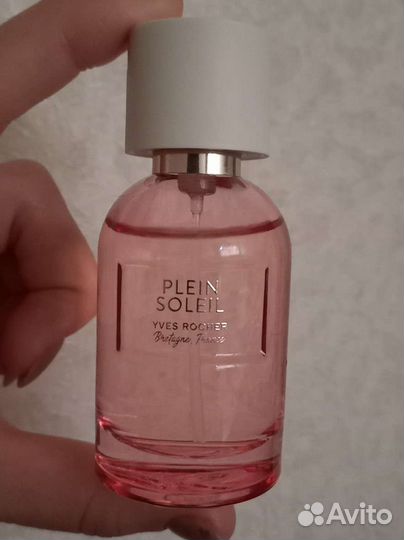 PLEIN
SOLEIL
YVES ROCHER
Bretagne, France
Avito